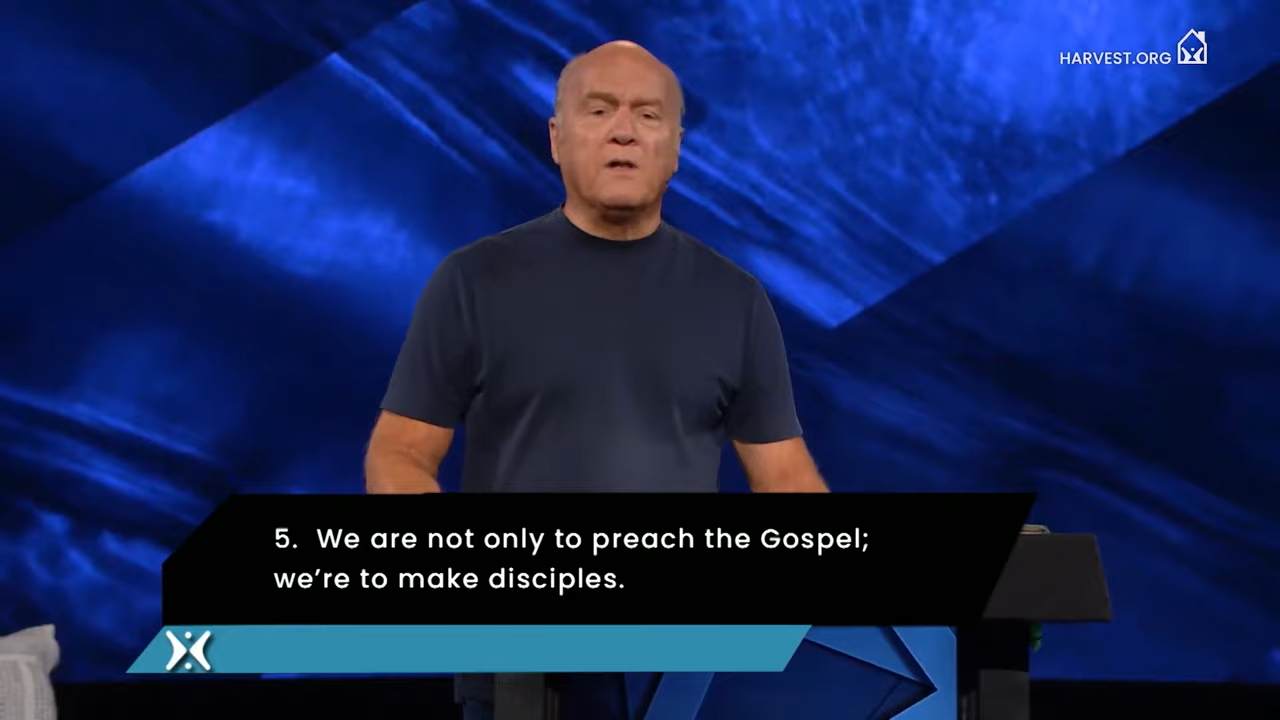 HARVEST.ORG
5. We are not only to preach the Gospel;
we’re to make disciples.